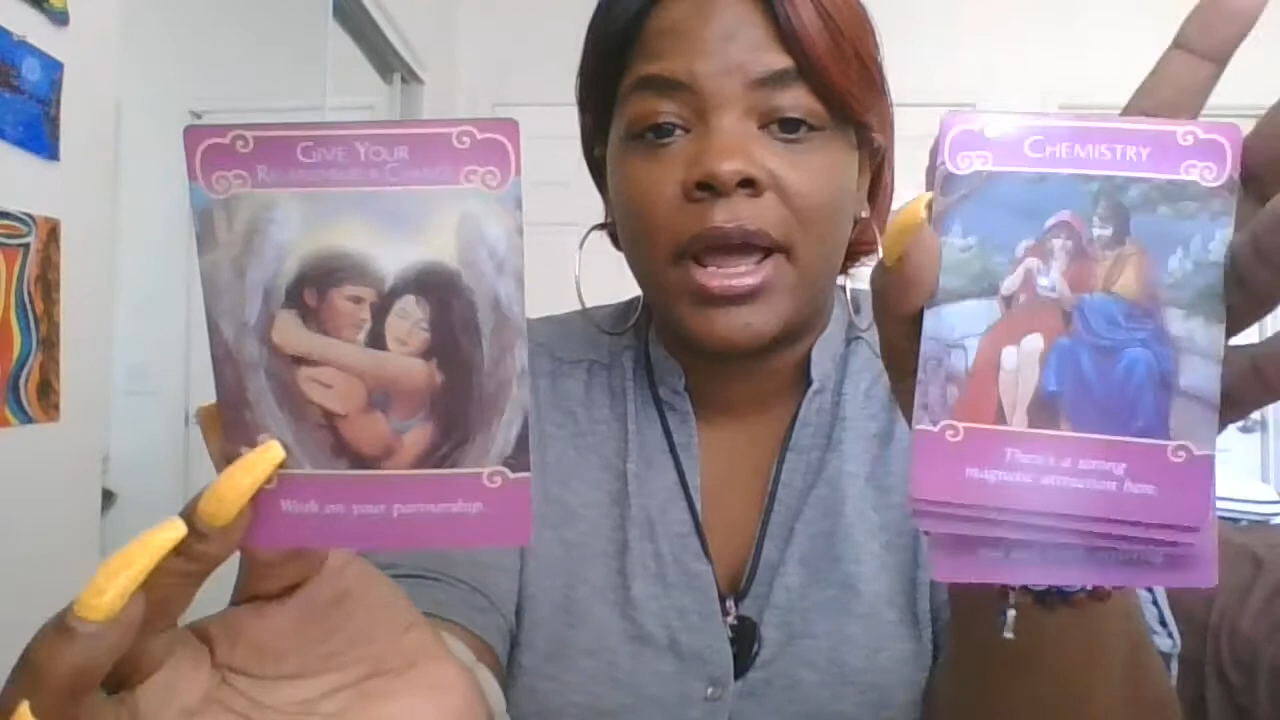 GIVE YOUR
RELATIONSHIP A CHANCE
Work on your partnership.
CHEMISTRY
There's a strong
magnetic attraction here.